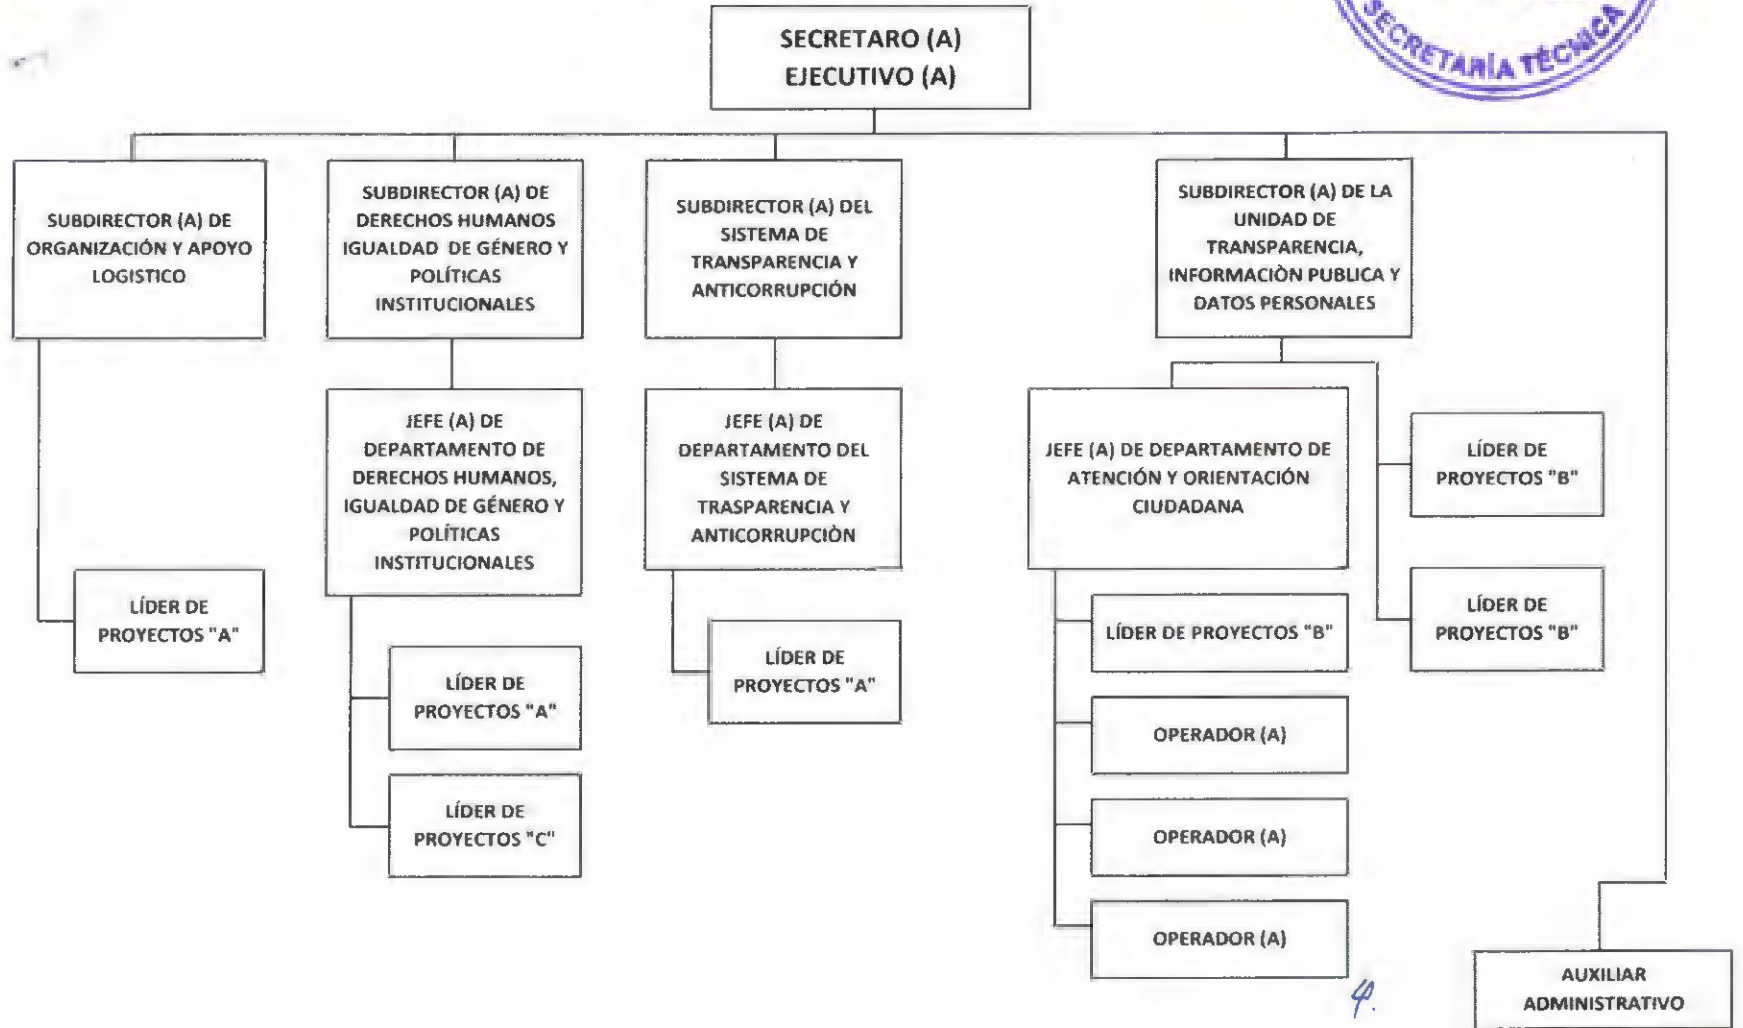 SECRETARO (A)
EJECUTIVO (A)
SECRETARÍA TÉCNICA
SUBDIRECTOR (A) DE
ORGANIZACIÓN Y APOYO
LOGISTICO
SUBDIRECTOR (A) DE
DERECHOS HUMANOS
IGUALDAD DE GÉNERO Y
POLÍTICAS
INSTITUCIONALES
SUBDIRECTOR (A) DEL
SISTEMA DE
TRANSPARENCIA Y
ANTICORRUPCIÓN
SUBDIRECTOR (A) DE LA
UNIDAD DE
TRANSPARENCIA,
INFORMACIÒN PUBLICA Y
DATOS PERSONALES
JEFE (A) DE
DEPARTAMENTO DE
DERECHOS HUMANOS,
IGUALDAD DE GÉNERO Y
POLÍTICAS
INSTITUCIONALES
JEFE (A) DE
DEPARTAMENTO DEL
SISTEMA DE
TRASPARENCIA Y
ANTICORRUPCIÒN
JEFE (A) DE DEPARTAMENTO DE
ATENCIÓN Y ORIENTACIÓN
CIUDADANA
LÍDER DE
PROYECTOS "B"
LÍDER DE
PROYECTOS "B"
LÍDER DE
PROYECTOS "A"
LÍDER DE
PROYECTOS "A"
LÍDER DE
PROYECTOS "C"
LÍDER DE
PROYECTOS "A"
LÍDER DE PROYECTOS "B"
OPERADOR (A)
OPERADOR (A)
OPERADOR (A)
AUXILIAR
ADMINISTRATIVO